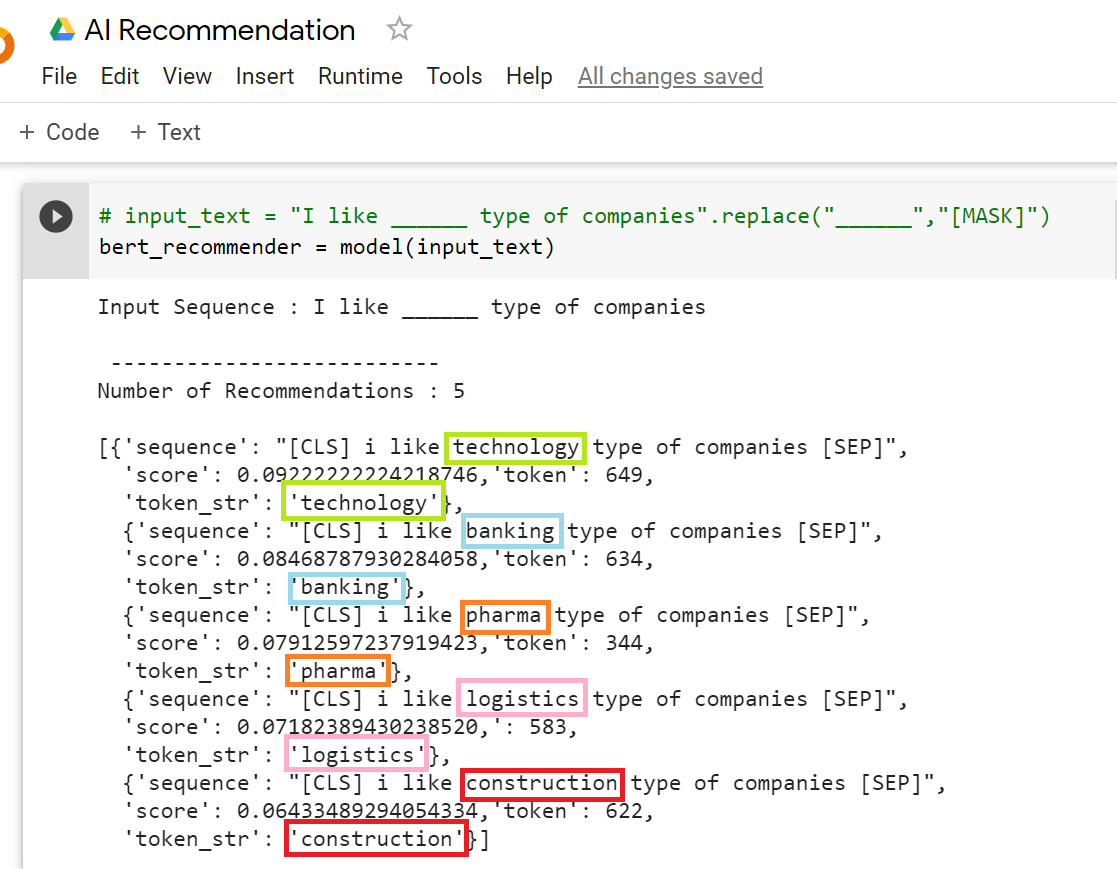 AI Recommendation
File Edit View Insert Runtime Tools Help All changes saved
+ Code + Text
# input_text = "I like ______ type of companies".replace("______","[MASK]")
bert_recommender = model(input_text)
Input Sequence : I like ______ type of companies
--------------------------
Number of Recommendations : 5
[{'sequence': "[CLS] i like technology type of companies [SEP]",
'score': 0.09222222224218746,'token': 649,
'token_str': 'technology'},
{'sequence': "[CLS] i like banking type of companies [SEP]",
'score': 0.08468787930284058,'token': 634,
'token_str': 'banking'},
{'sequence': "[CLS] i like pharma type of companies [SEP]",
'score': 0.07912597237919423,'token': 344,
'token_str': 'pharma'},
{'sequence': "[CLS] i like logistics type of companies [SEP]",
'score': 0.07182389430238520,': 583,
'token_str': 'logistics'},
{'sequence': "[CLS] i like construction type of companies [SEP]",
'score': 0.06433489294054334,'token': 622,
'token_str': 'construction'}]